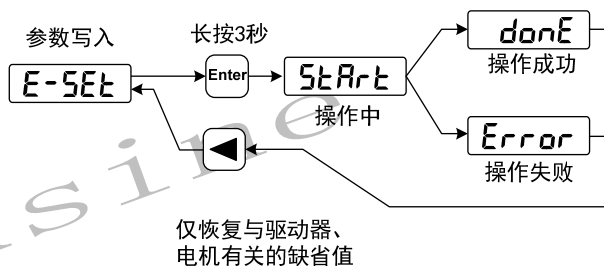 参数写入
长按3秒
E-SEt
Enter
StArt
操作中
donE
操作成功
Error
操作失败
仅恢复与驱动器、
电机有关的缺省值